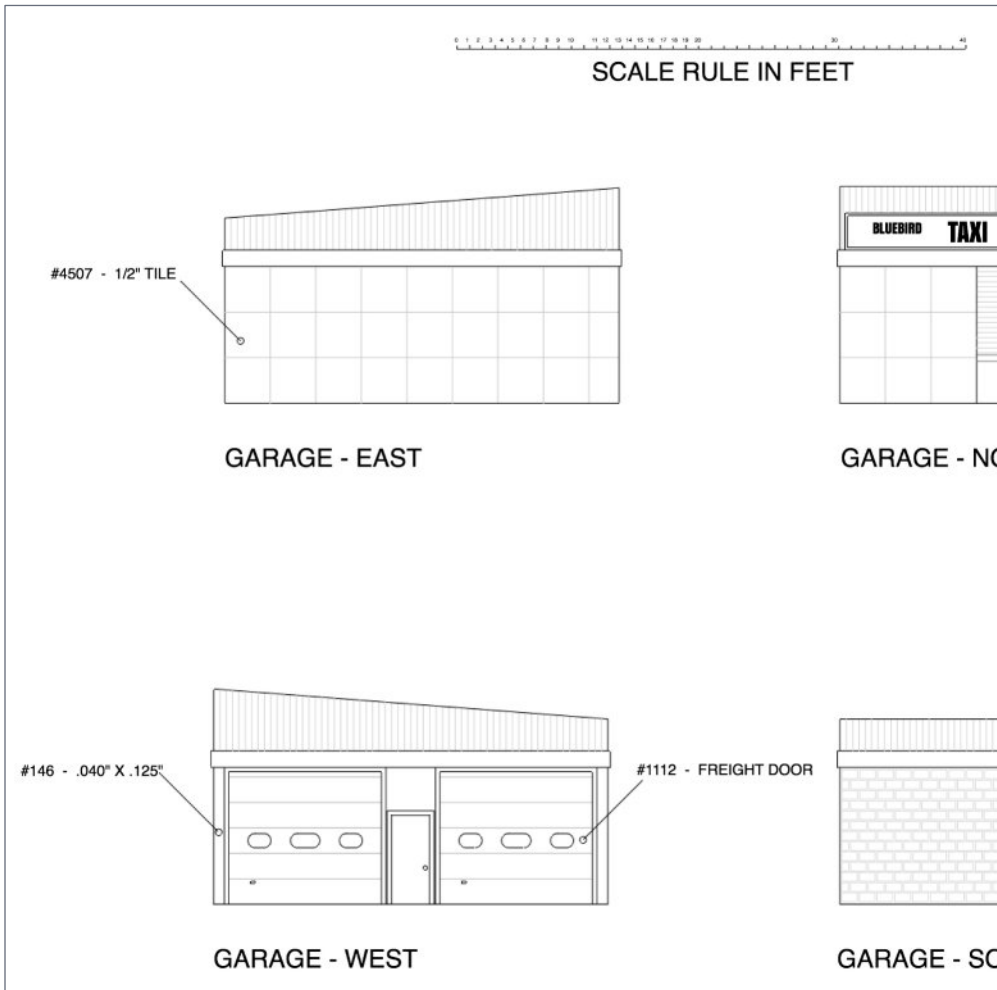 0 1 2 3 4 5 6 7 8 9 10 11 12 13 14 15 16 17 18 19 20 30 40
SCALE RULE IN FEET
BLUEBIRD TAXI
#4507 - 1/2" TILE
GARAGE - EAST
GARAGE - NO
#146 - .040" X .125"
#1112 - FREIGHT DOOR
GARAGE - WEST
GARAGE - SO